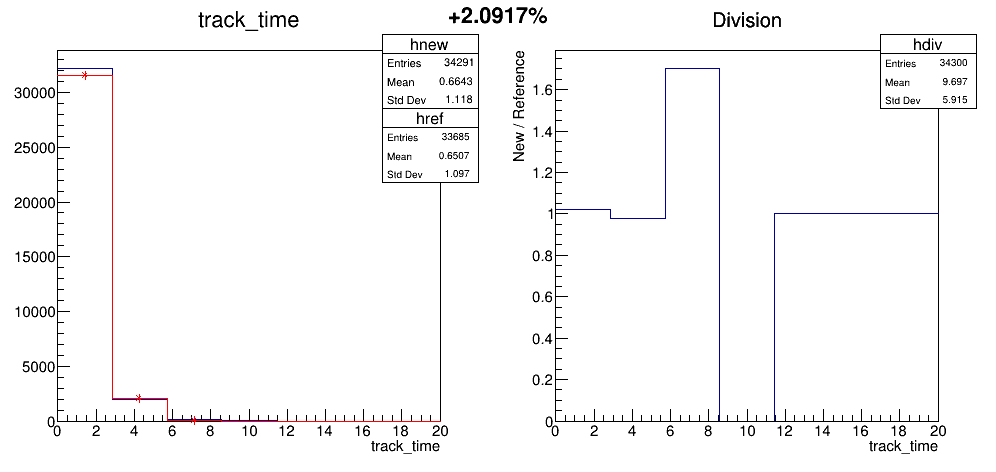 +2.0917%
track_time
hnew
Entries 34291
Mean 0.6643
Std Dev 1.118
href
Entries 33685
Mean 0.6507
Std Dev 1.097
30000
25000
20000
15000
10000
5000
0
0 2 4 6 8 10 12 14 16 18 20
track_time
Division
hdiv
Entries 34300
Mean 9.697
Std Dev 5.915
New / Reference
1.6
1.4
1.2
1
0.8
0.6
0.4
0.2
0
0 2 4 6 8 10 12 14 16 18 20
track_time